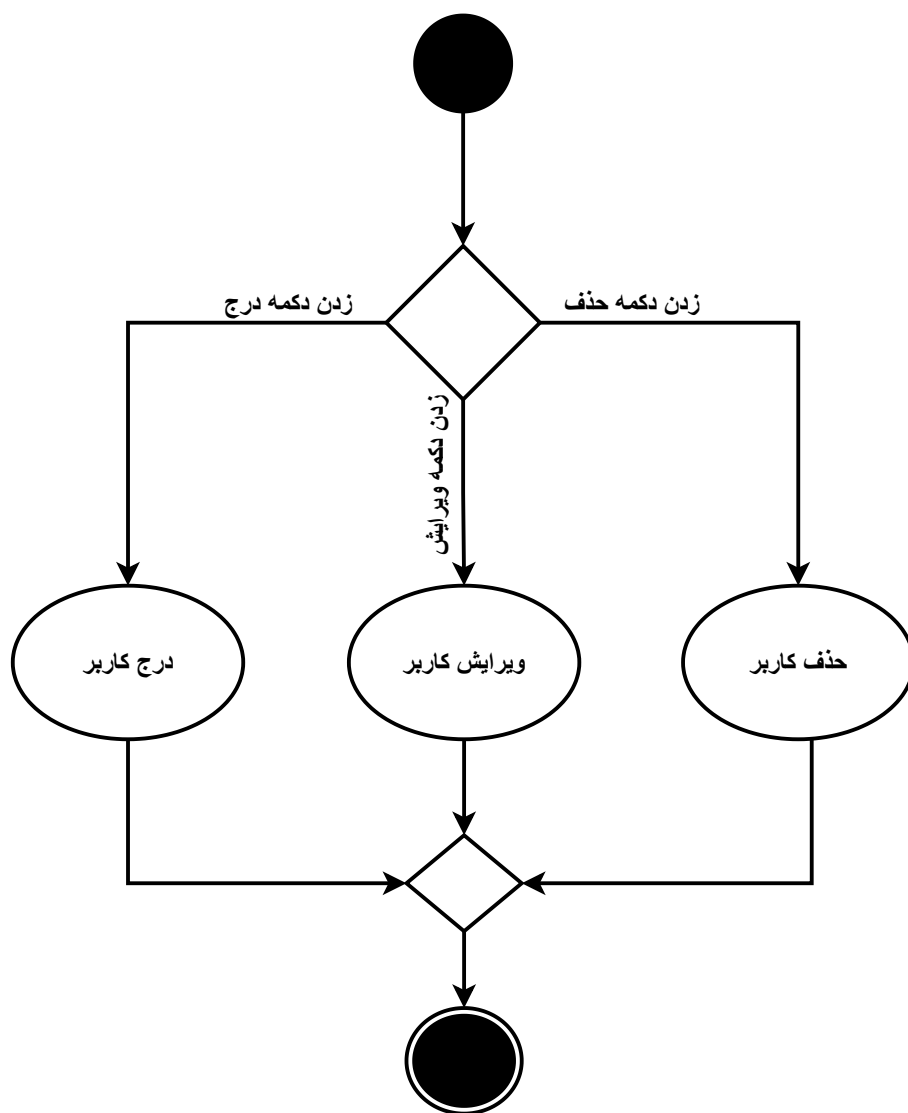 زدن دکمه حذف
زدن دکمه درج
زدن دکمه ویرایش
حذف کاربر
ویرایش کاربر
درج کاربر